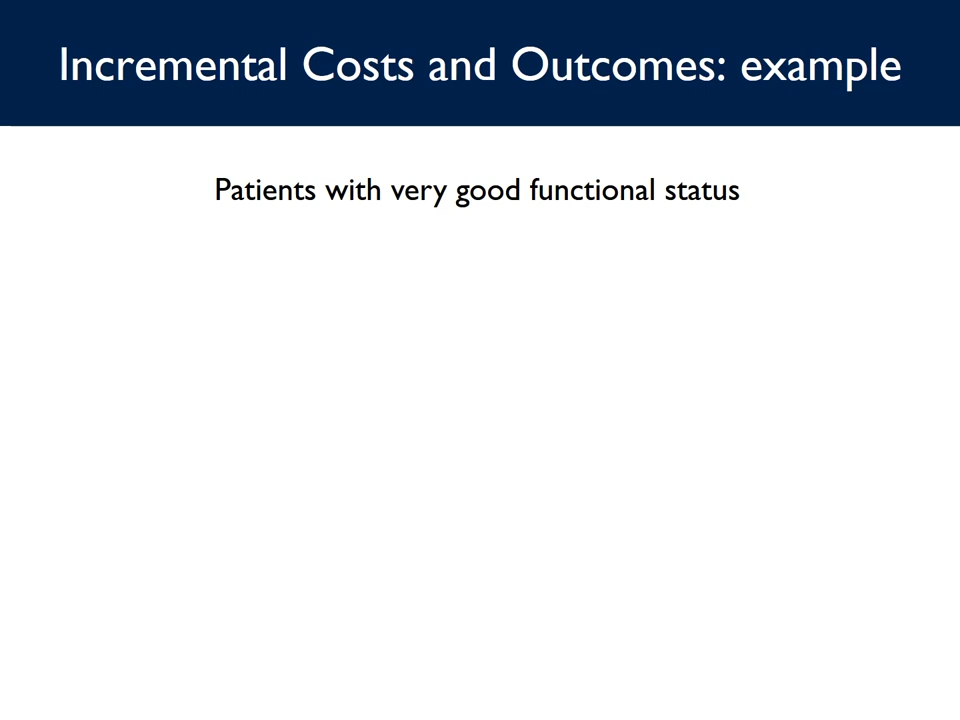 Incremental Costs and Outcomes: example
Patients with very good functional status